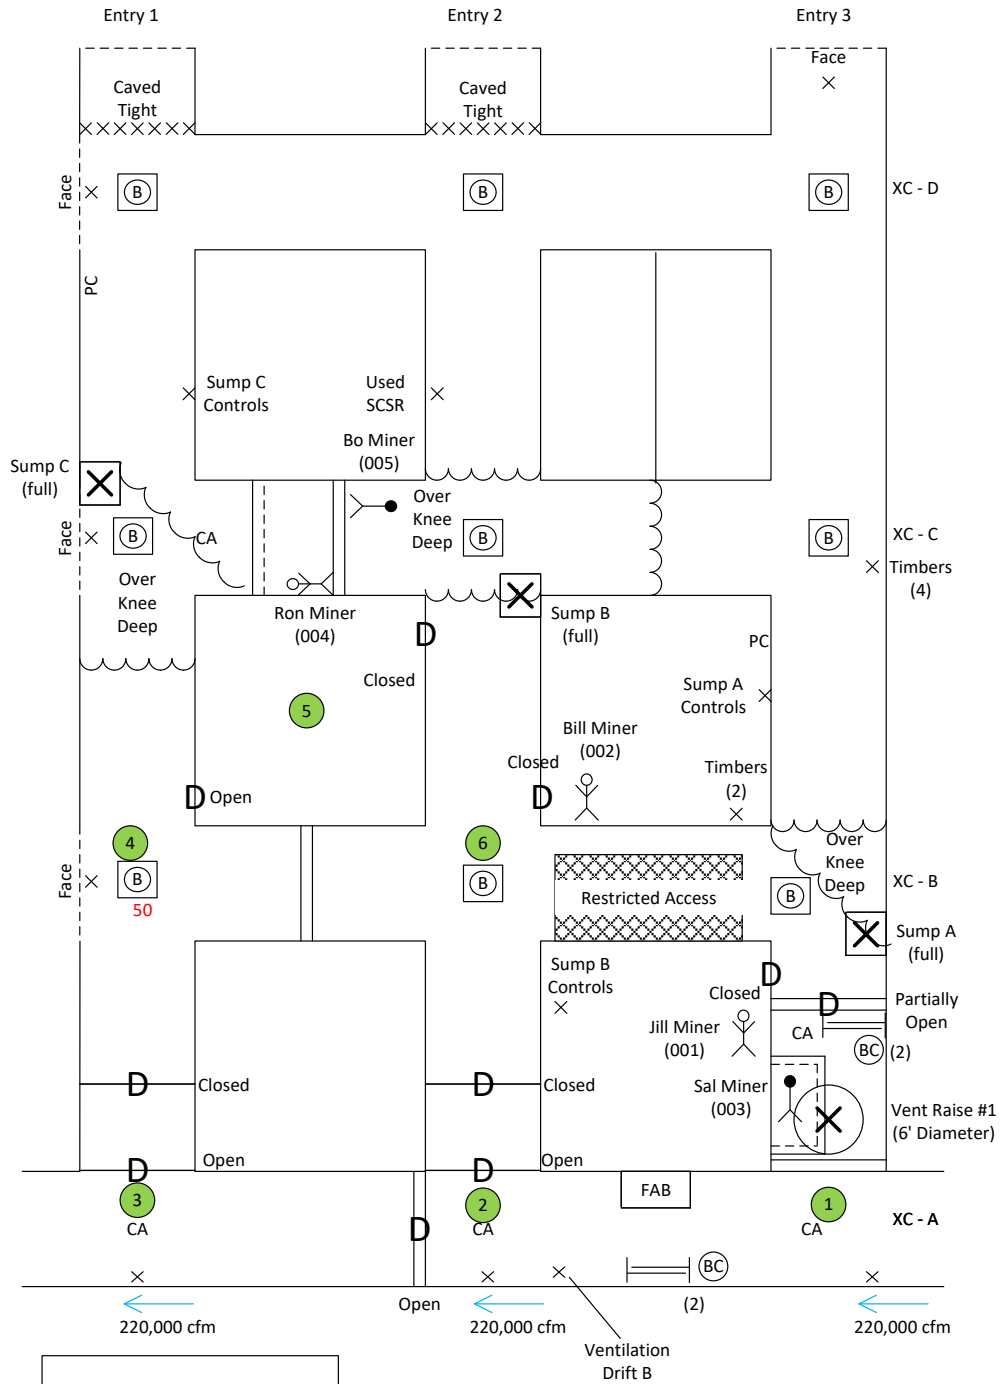 Entry 1
Entry 2
Entry 3
Face
Caved
Tight
Caved
Tight
Face
B
B
B
XC - D
PC
Sump C
Controls
Used
SCSR
Bo Miner
(005)
Sump C
(full)
Over
Knee
Deep
Face
B
CA
B
B
XC - C
Timbers
(4)
Over
Knee
Deep
Ron Miner
(004)
Sump B
(full)
D
PC
Closed
Sump A
Controls
5
Bill Miner
(002)
Closed
Timbers
(2)
D
Open
D
4
6
Over
Knee
Deep
Face
B
B
B
XC - B
50
Restricted Access
Sump A
(full)
Sump B
Controls
D
Closed
D
Partially
Open
Jill Miner
(001)
CA
BC
(2)
D
Closed
D
Closed
Sal Miner
(003)
Vent Raise #1
(6' Diameter)
Open
D
D
Open
FAB
3
2
1
CA
CA
CA
XC - A
D
BC
Open
(2)
220,000 cfm
220,000 cfm
220,000 cfm
Ventilation
Drift B